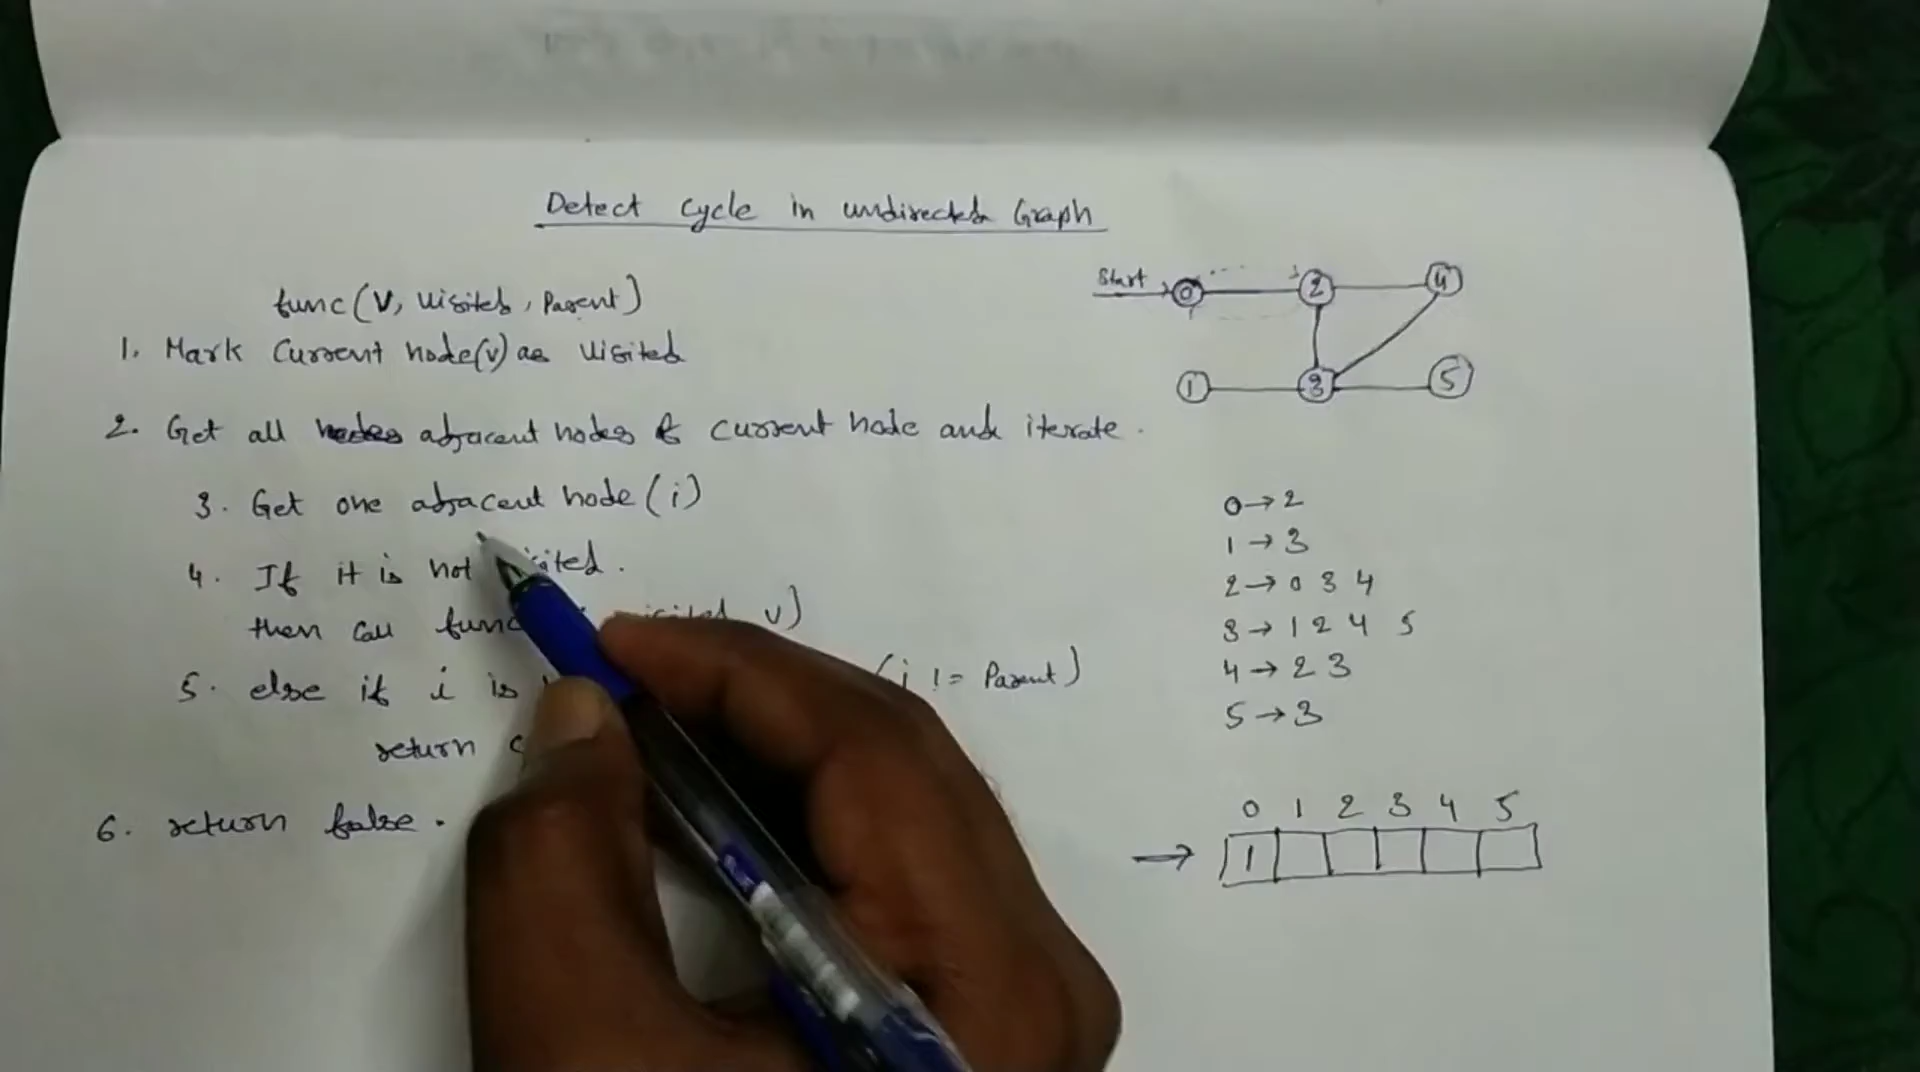 Detect Cycle in undirected Graph
func(V, Visited, Parent)
1. Mark Current node(v) as Visited
2. Get all adjacent nodes of current node and iterate.
3. Get one adjacent node (i)
4. If it is not
then call func v)
5. else if i is (i != Parent)
return
6. return false.
Start 0 2 4
1 3 5
0→2
1→3
2→0 3 4
3→1 2 4 5
4→2 3
5→3
0 1 2 3 4 5
→ 1